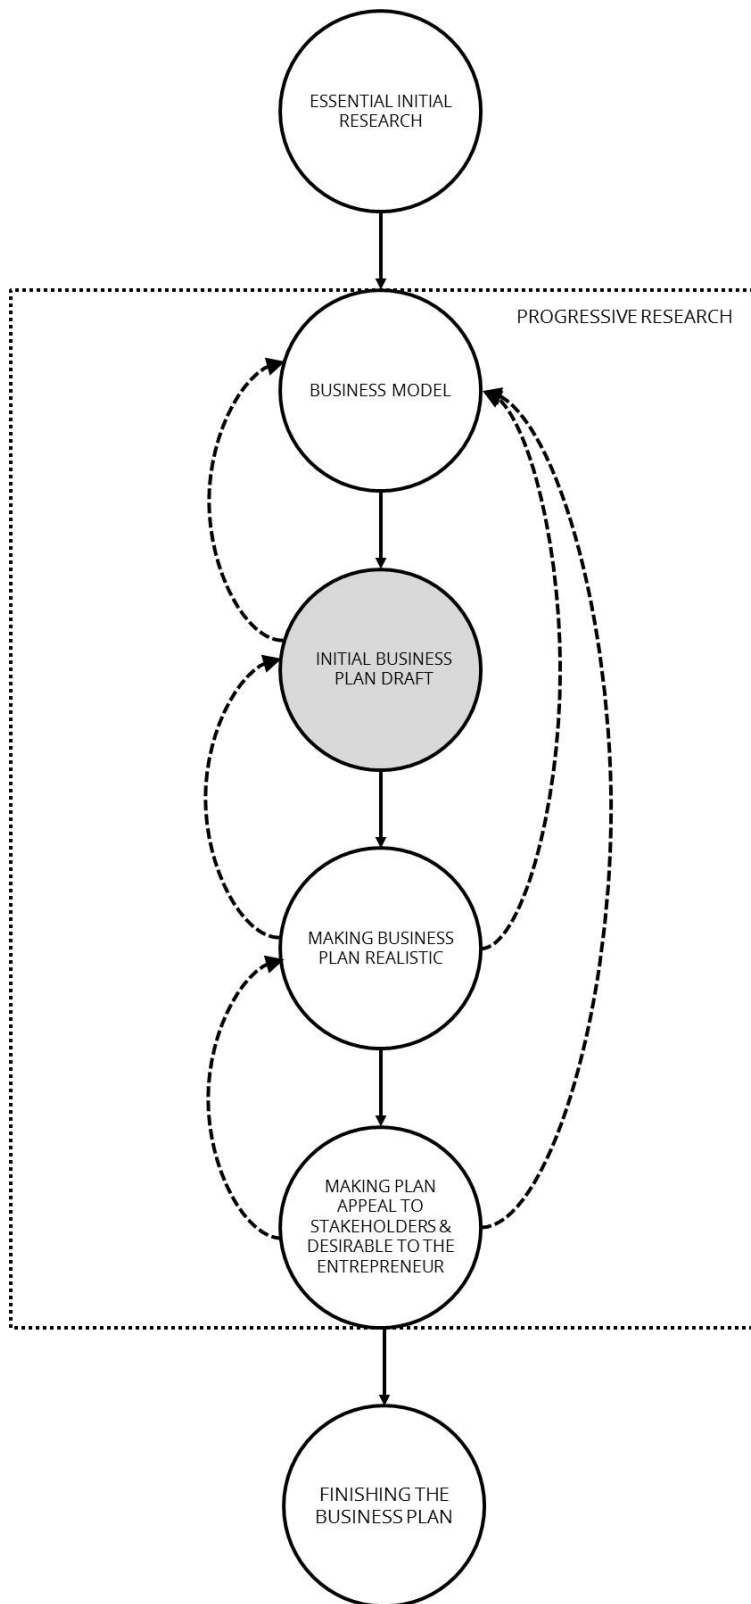 ESSENTIAL INITIAL
RESEARCH
PROGRESSIVE RESEARCH
BUSINESS MODEL
INITIAL BUSINESS
PLAN DRAFT
MAKING BUSINESS
PLAN REALISTIC
MAKING PLAN
APPEAL TO
STAKEHOLDERS &
DESIRABLE TO THE
ENTREPRENEUR
FINISHING THE
BUSINESS PLAN